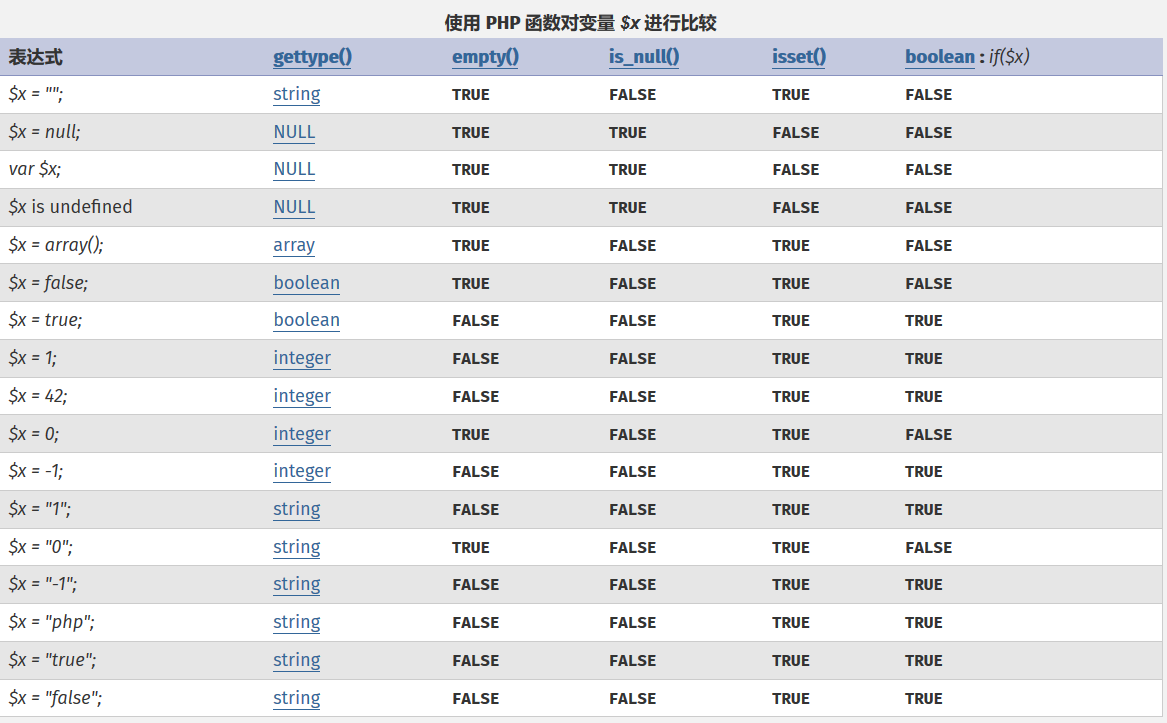 使用 PHP 函数对变量 $x 进行比较
表达式 gettype() empty() is_null() isset() boolean : if($x)
$x = ""; string TRUE FALSE TRUE FALSE
$x = null; NULL TRUE TRUE FALSE FALSE
var $x; NULL TRUE TRUE FALSE FALSE
$x is undefined NULL TRUE TRUE FALSE FALSE
$x = array(); array TRUE FALSE TRUE FALSE
$x = false; boolean TRUE FALSE TRUE FALSE
$x = true; boolean FALSE FALSE TRUE TRUE
$x = 1; integer FALSE FALSE TRUE TRUE
$x = 42; integer FALSE FALSE TRUE TRUE
$x = 0; integer TRUE FALSE TRUE FALSE
$x = -1; integer FALSE FALSE TRUE TRUE
$x = "1"; string FALSE FALSE TRUE TRUE
$x = "0"; string TRUE FALSE TRUE FALSE
$x = "-1"; string FALSE FALSE TRUE TRUE
$x = "php"; string FALSE FALSE TRUE TRUE
$x = "true"; string FALSE FALSE TRUE TRUE
$x = "false"; string FALSE FALSE TRUE TRUE